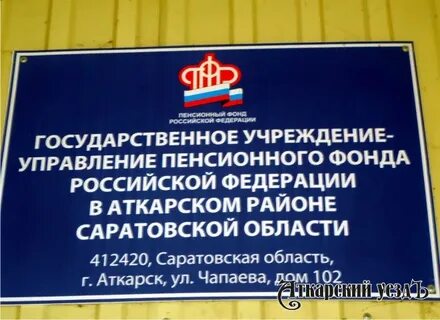 ПЕНСИОННЫЙ ФОНД
РОССИЙСКОЙ ФЕДЕРАЦИИ
ГОСУДАРСТВЕННОЕ УЧРЕЖДЕНИЕ-
УПРАВЛЕНИЕ ПЕНСИОННОГО ФОНДА
РОССИЙСКОЙ ФЕДЕРАЦИИ
В АТКАРСКОМ РАЙОНЕ
САРАТОВСКОЙ ОБЛАСТИ
412420, Саратовская область,
г. Аткарск, ул. Чапаева, дом 102
Аткарский уездЪ